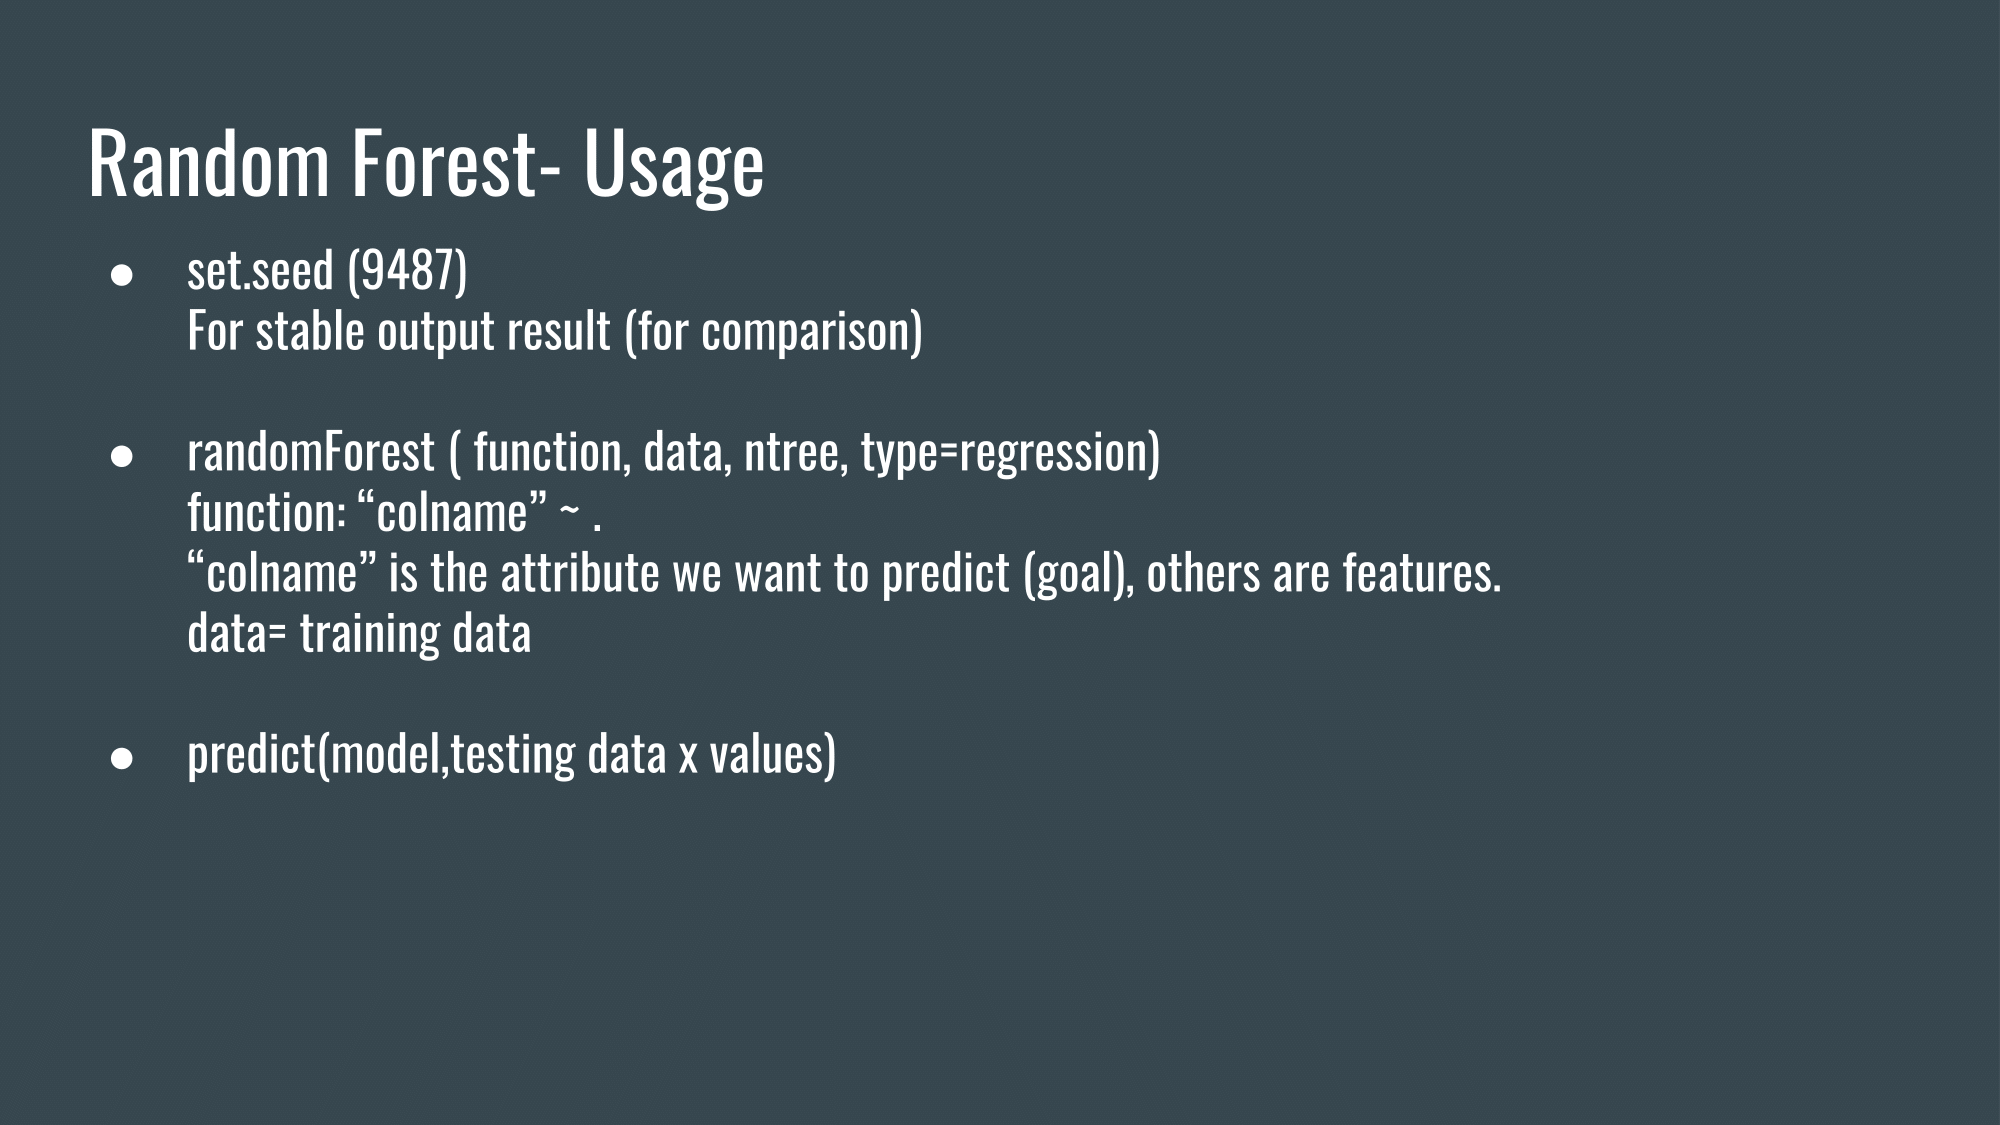 Random Forest- Usage
● set.seed (9487)
For stable output result (for comparison)
● randomForest ( function, data, ntree, type=regression)
function: “colname” ~ .
“colname” is the attribute we want to predict (goal), others are features.
data= training data
● predict(model,testing data x values)